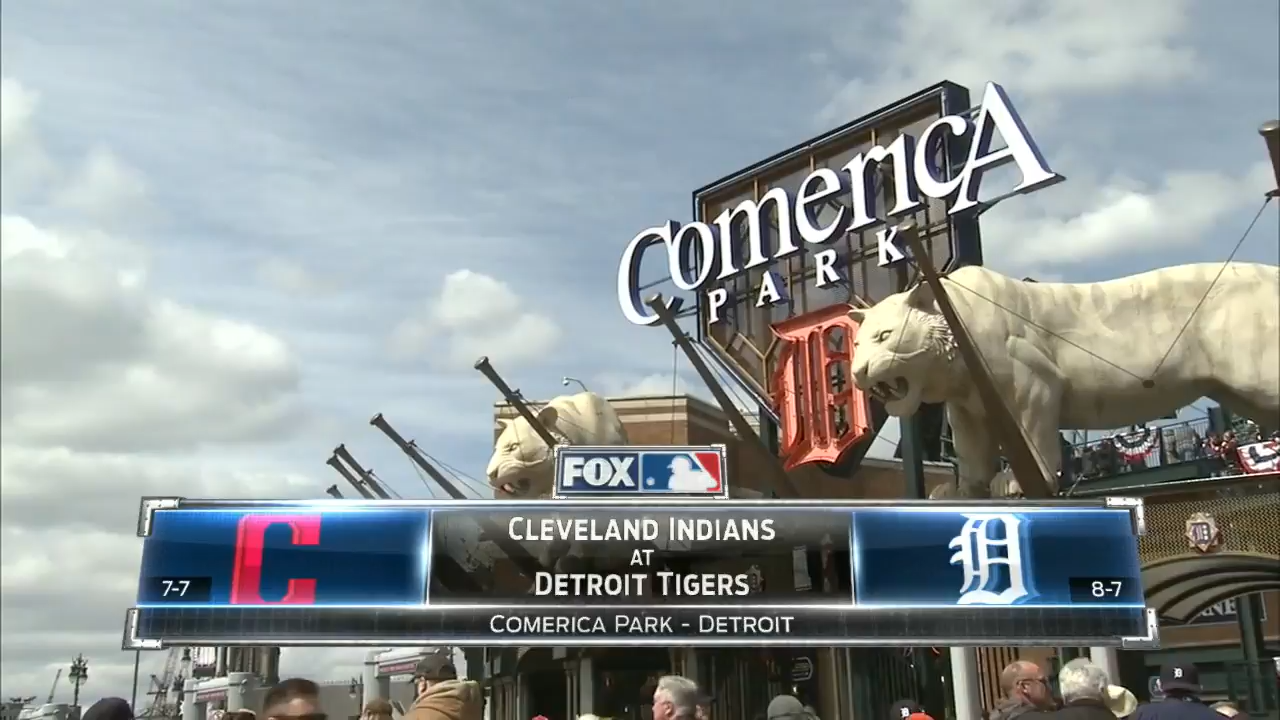 ComericA
PARK
D
FOX
C
CLEVELAND INDIANS
AT
DETROIT TIGERS
D
7-7
8-7
COMERICA PARK - DETROIT